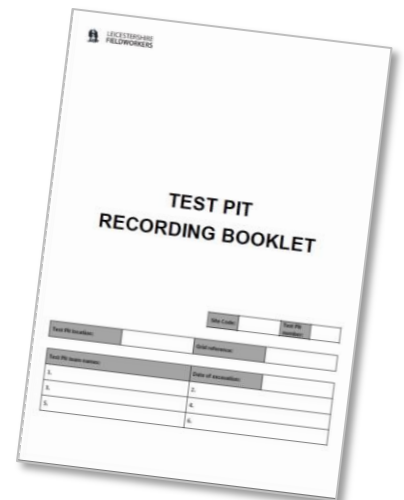 LEICESTERSHIRE
FIELDWORKERS
TEST PIT
RECORDING BOOKLET
Site Code:
Test Pit
number:
Test Pit location:
Grid reference:
Test Pit team names:
Date of excavation:
1.
2.
3.
4.
5.
6.